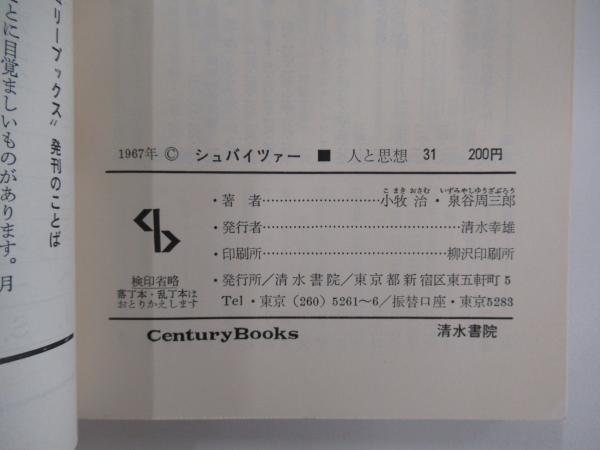 リーブックス” 発刊のことば
とに目覚ましいものがあります。月
1967年 © シュバイツァー ■ 人と思想 31 200円
こまき おさむ いずみやしゅうざぶろう
・著者……………………小牧 治・泉谷周三郎
・発行者……………………清水幸雄
・印刷所……………………柳沢印刷所
・発行所/清水書院/東京都新宿区東五軒町5
Tel・東京(260)5261〜6/振替口座・東京5283
検印省略
落丁本・乱丁本は
おとりかえします
CenturyBooks 清水書院